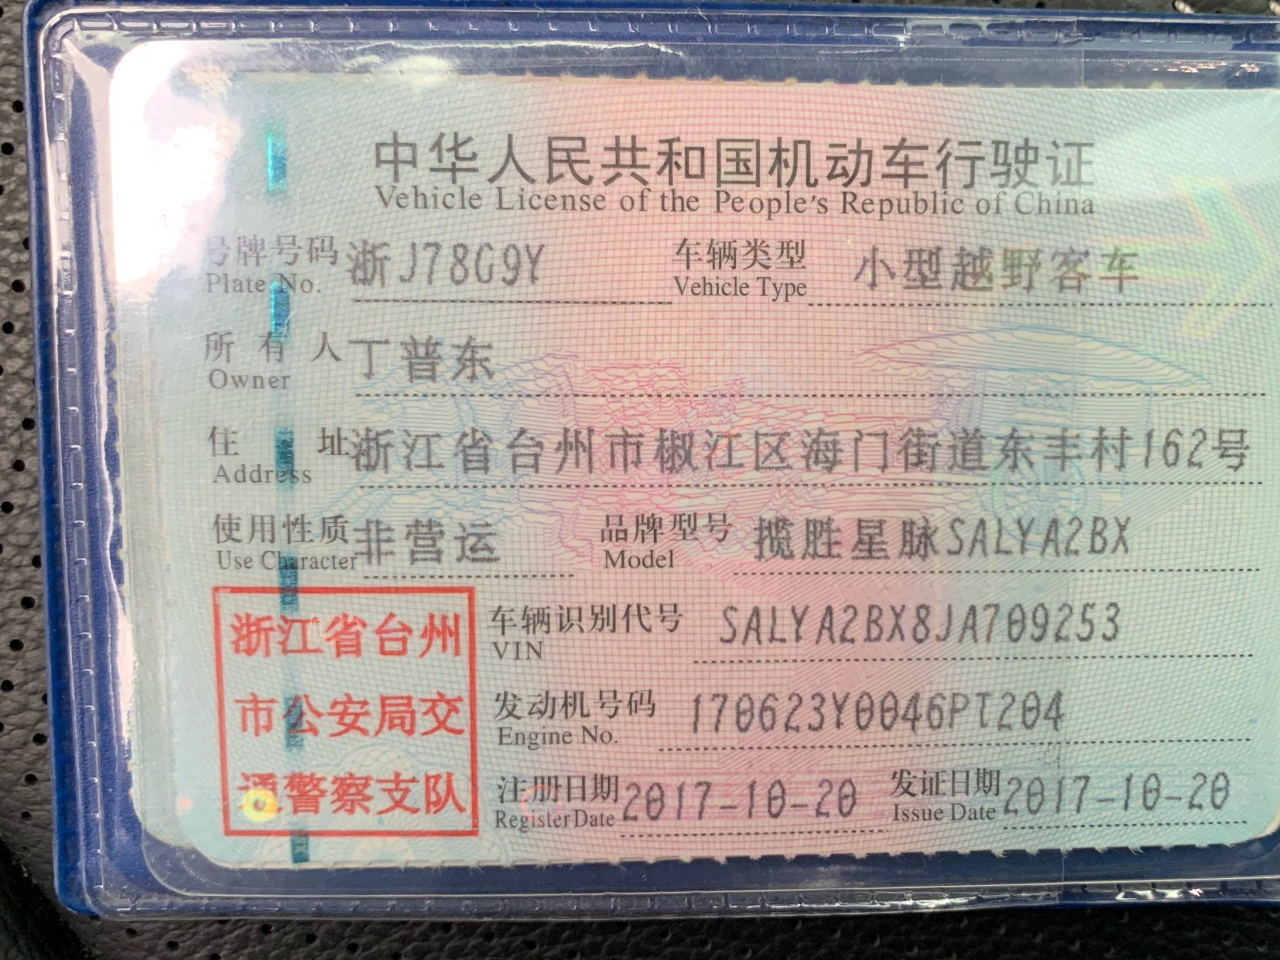 中华人民共和国机动车行驶证
Vehicle License of the People's Republic of China
号牌号码 浙J78G9Y 车辆类型 小型越野客车
Plate No. Vehicle Type
所有人 丁普东
Owner
住址 浙江省台州市椒江区海门街道东丰村162号
Address
使用性质 非营运 品牌型号 揽胜星脉SALYA2BX
Use Character Model
浙江省台州
市公安局交
通警察支队
车辆识别代号 SALYA2BX8JA709253
VIN
发动机号码 170623Y0046PT204
Engine No.
注册日期 2017-10-20 发证日期 2017-10-20
Register Date Issue Date